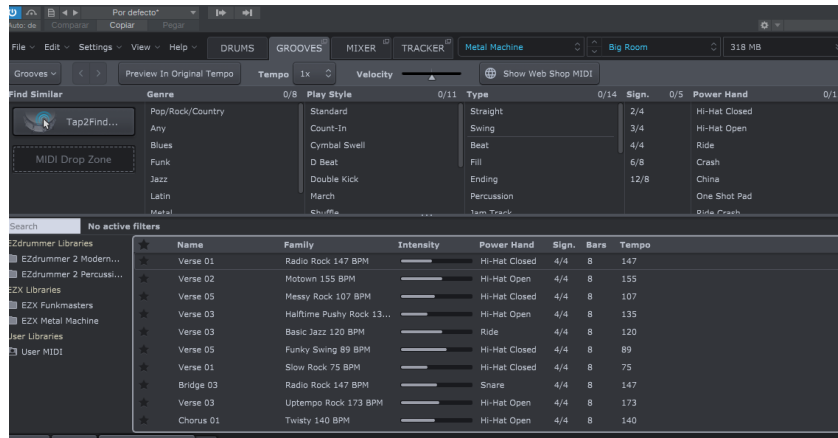 Por defecto*
Auto: de Comparar Copiar Pegar
File Edit Settings View Help DRUMS GROOVES MIXER TRACKER Metal Machine Big Room 318 MB
Grooves Preview In Original Tempo Tempo 1x Velocity Show Web Shop MIDI
Find Similar Genre 0/8 Play Style 0/11 Type 0/14 Sign. 0/5 Power Hand 0/1
Tap2Find...
MIDI Drop Zone
Pop/Rock/Country Standard Straight 2/4 Hi-Hat Closed
Any Count-In Swing 3/4 Hi-Hat Open
Blues Cymbal Swell Beat 4/4 Ride
Funk D Beat Fill 6/8 Crash
Jazz Double Kick Ending 12/8 China
Latin March Percussion One Shot Pad
Metal Shuffle Jam Track Ride Crash
Search No active filters
EZdrummer Libraries
EZdrummer 2 Modern...
EZdrummer 2 Percussi...
EZX Libraries
EZX Funkmasters
EZX Metal Machine
User Libraries
User MIDI
Name Family Intensity Power Hand Sign. Bars Tempo
Verse 01 Radio Rock 147 BPM Hi-Hat Closed 4/4 8 147
Verse 02 Motown 155 BPM Hi-Hat Open 4/4 8 155
Verse 05 Messy Rock 107 BPM Hi-Hat Closed 4/4 8 107
Verse 03 Halftime Pushy Rock 13... Hi-Hat Open 4/4 8 135
Verse 03 Basic Jazz 120 BPM Ride 4/4 8 120
Verse 05 Funky Swing 89 BPM Hi-Hat Closed 4/4 8 89
Verse 01 Slow Rock 75 BPM Hi-Hat Closed 4/4 8 75
Bridge 03 Radio Rock 147 BPM Snare 4/4 8 147
Verse 03 Uptempo Rock 173 BPM Hi-Hat Open 4/4 8 173
Chorus 01 Twisty 140 BPM Hi-Hat Open 4/4 8 140